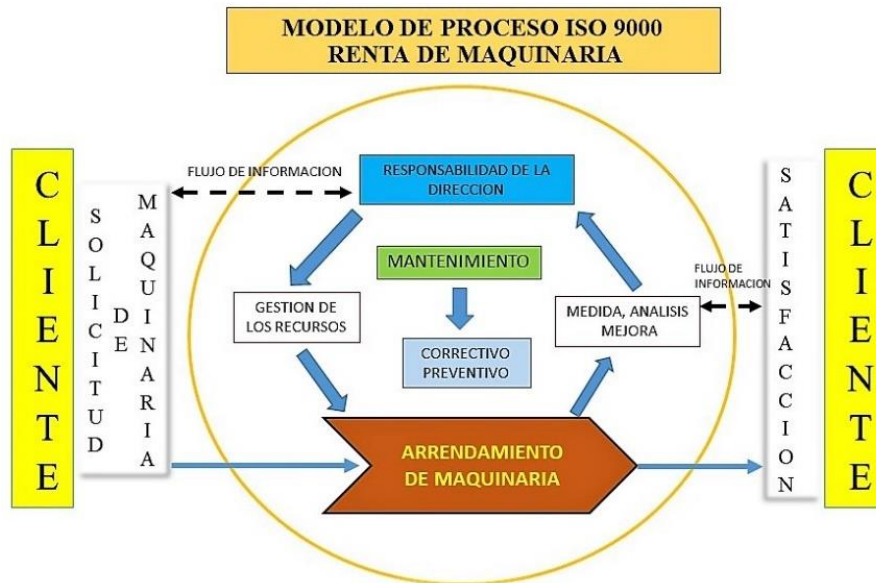 MODELO DE PROCESO ISO 9000
RENTA DE MAQUINARIA
CLIENTE
SOLICITUD
DE
MAQUINARIA
FLUJO DE INFORMACION
RESPONSABILIDAD DE LA
DIRECCION
MANTENIMIENTO
GESTION DE
LOS RECURSOS
CORRECTIVO
PREVENTIVO
MEDIDA, ANALISIS
MEJORA
FLUJO DE
INFORMACION
ARRENDAMIENTO
DE MAQUINARIA
SATISFACCION
CLIENTE